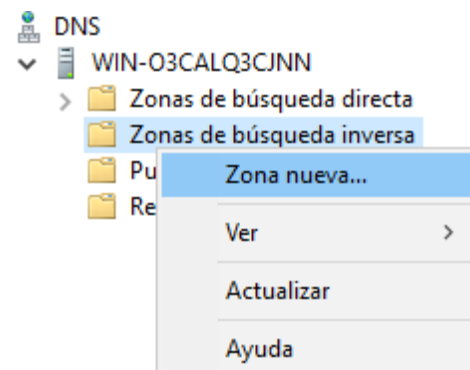 DNS
WIN-O3CALQ3CJNN
Zonas de búsqueda directa
Zonas de búsqueda inversa
Pu
Zona nueva...
Re
Ver
Actualizar
Ayuda